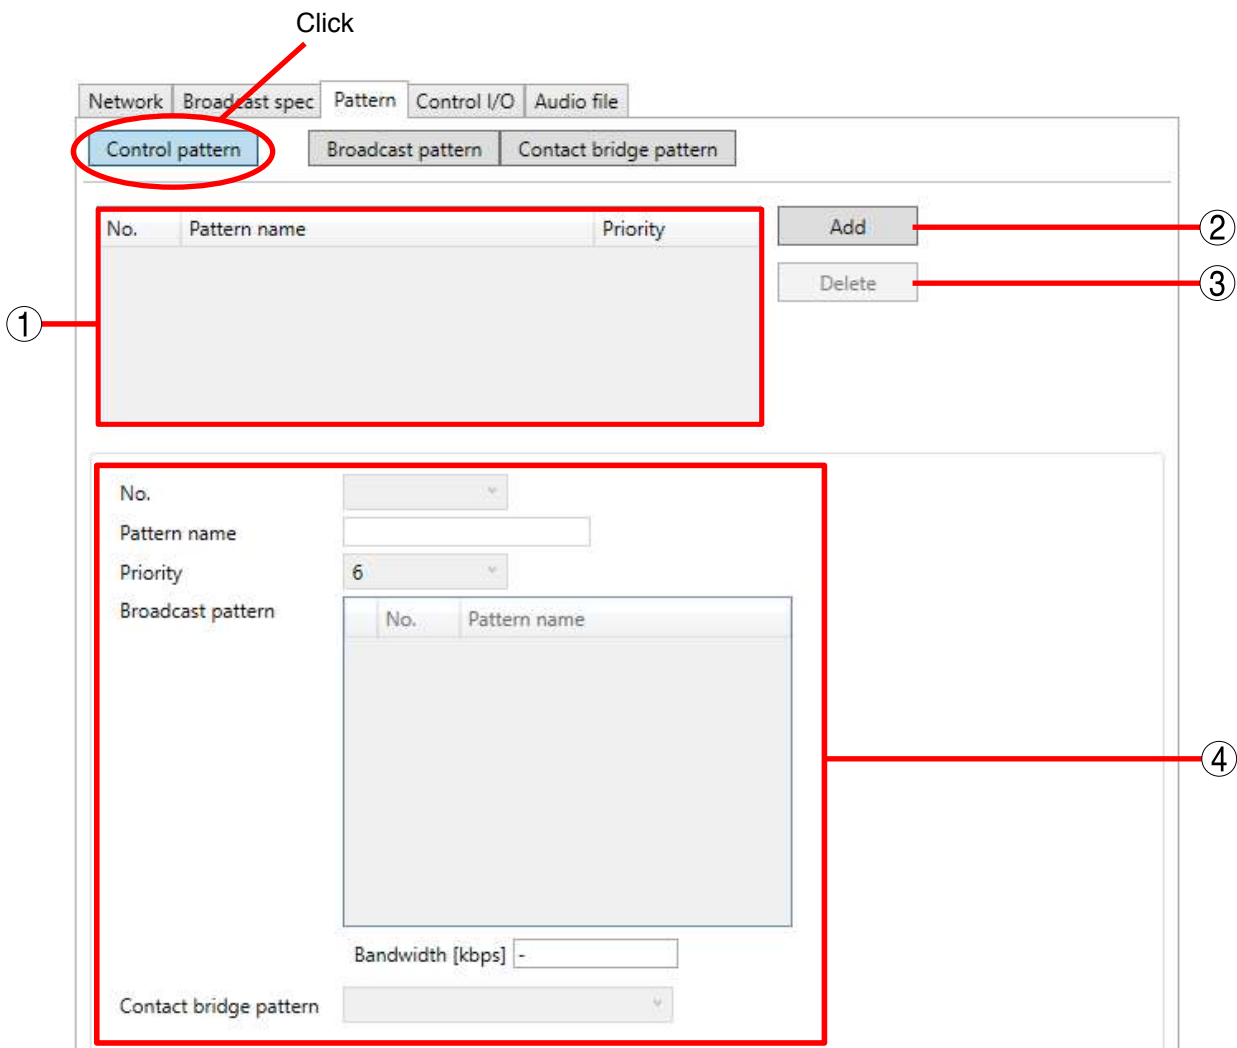 Click
Network Broadcast spec Pattern Control I/O Audio file
Control pattern Broadcast pattern Contact bridge pattern
No. Pattern name Priority
Add
②
Delete
③
①
No.
Pattern name
Priority 6
Broadcast pattern
No. Pattern name
④
Bandwidth [kbps] -
Contact bridge pattern